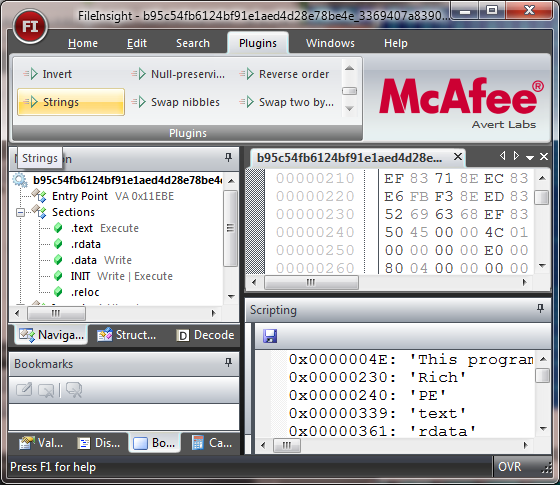 FI
FileInsight - b95c54fb6124bf91e1aed4d28e78be4e_3369407a8390...
Home Edit Search Plugins Windows Help
Invert Null-preservi... Reverse order
Strings Swap nibbles Swap two by...
Plugins
McAfee®
Avert Labs
Strings
b95c54fb6124bf91e1aed4d28e78be4e
Entry Point VA 0x11EBE
Sections
.text Execute
.rdata
.data Write
INIT Write | Execute
.reloc
Naviga... Struct... Decode
b95c54fb6124bf91e1aed4d28e...
00000210 EF 83 71 8E EC 83
00000220 E6 FB F3 8E ED 83
00000230 52 69 63 68 EF 83
00000240 50 45 00 00 4C 01
00000250 00 00 00 00 E0 00
00000260 80 04 00 00 00 00
Scripting
0x0000004E: 'This program
0x00000230: 'Rich'
0x00000240: 'PE'
0x00000339: 'text'
0x00000361: 'rdata'
Bookmarks
Val... Dis... Bo... Ca...
Press F1 for help
OVR